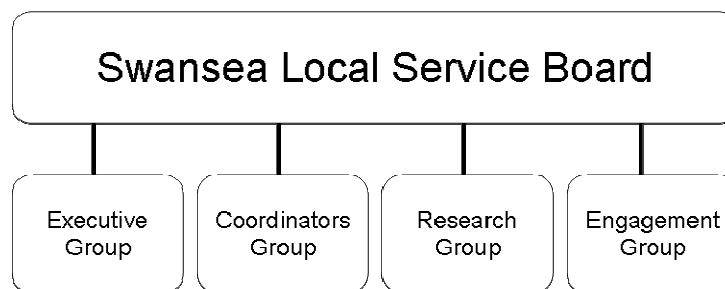 Swansea Local Service Board
Executive
Group
Coordinators
Group
Research
Group
Engagement
Group